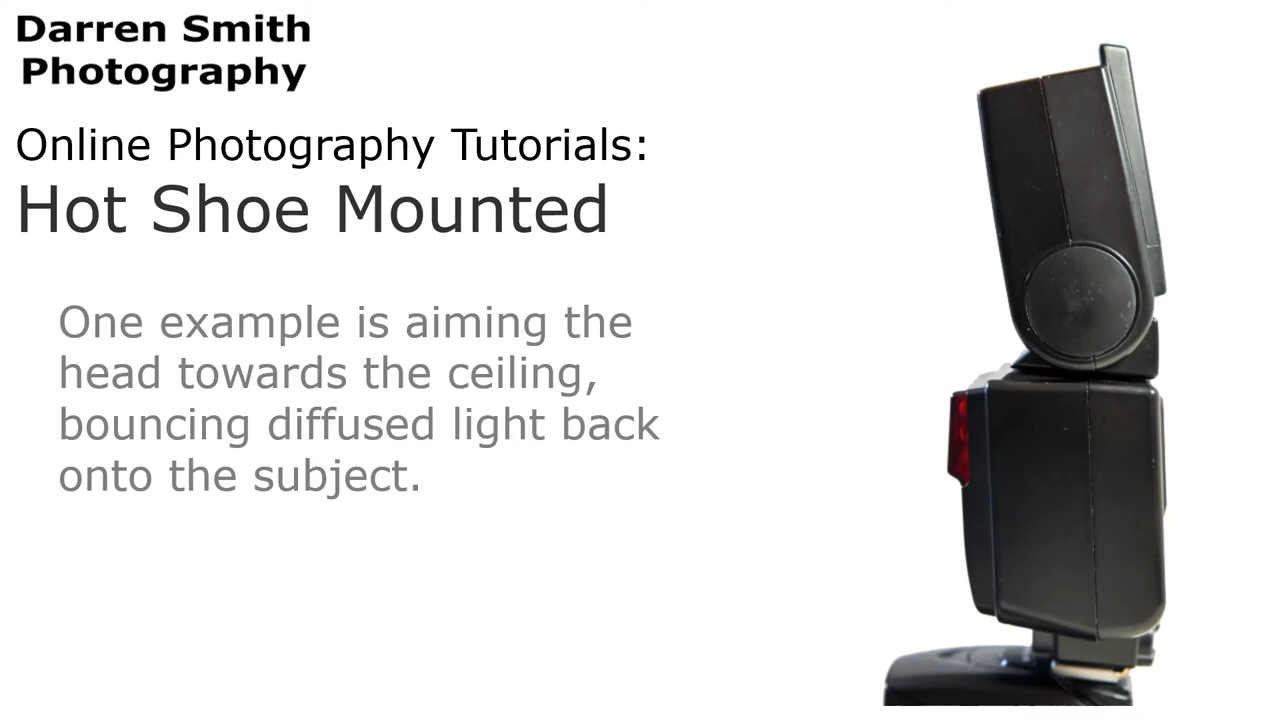 Darren Smith
Photography
Online Photography Tutorials:
Hot Shoe Mounted
One example is aiming the
head towards the ceiling,
bouncing diffused light back
onto the subject.